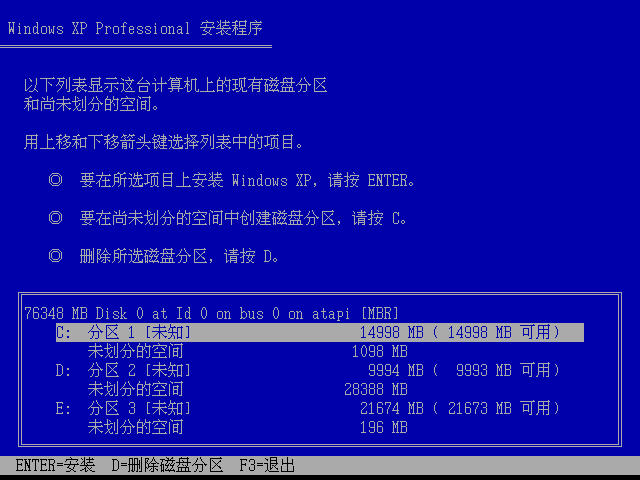 Windows XP Professional 安装程序
以下列表显示这台计算机上的现有磁盘分区
和尚未划分的空间。
用上移和下移箭头键选择列表中的项目。
◎ 要在所选项目上安装 Windows XP，请按 ENTER。
◎ 要在尚未划分的空间中创建磁盘分区，请按 C。
◎ 删除所选磁盘分区，请按 D。
76348 MB Disk 0 at Id 0 on bus 0 on atapi [MBR]
C: 分区 1 [未知] 14998 MB ( 14998 MB 可用)
未划分的空间 1098 MB
D: 分区 2 [未知] 9994 MB ( 9993 MB 可用)
未划分的空间 28388 MB
E: 分区 3 [未知] 21674 MB ( 21673 MB 可用)
未划分的空间 196 MB
ENTER=安装 D=删除磁盘分区 F3=退出